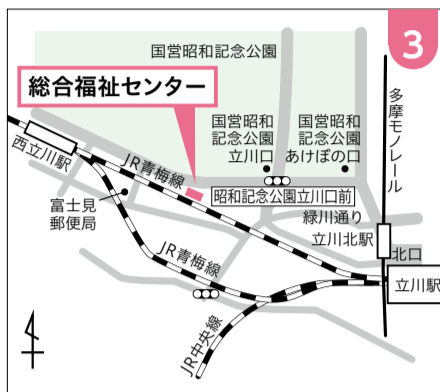 3
国営昭和記念公園
総合福祉センター
国営昭和
記念公園
立川口
国営昭和
記念公園
あけぼの口
多摩モノレール
西立川駅
JR青梅線
昭和記念公園立川口前
富士見
郵便局
緑川通り
立川北駅
北口
立川駅
JR青梅線
JR中央線